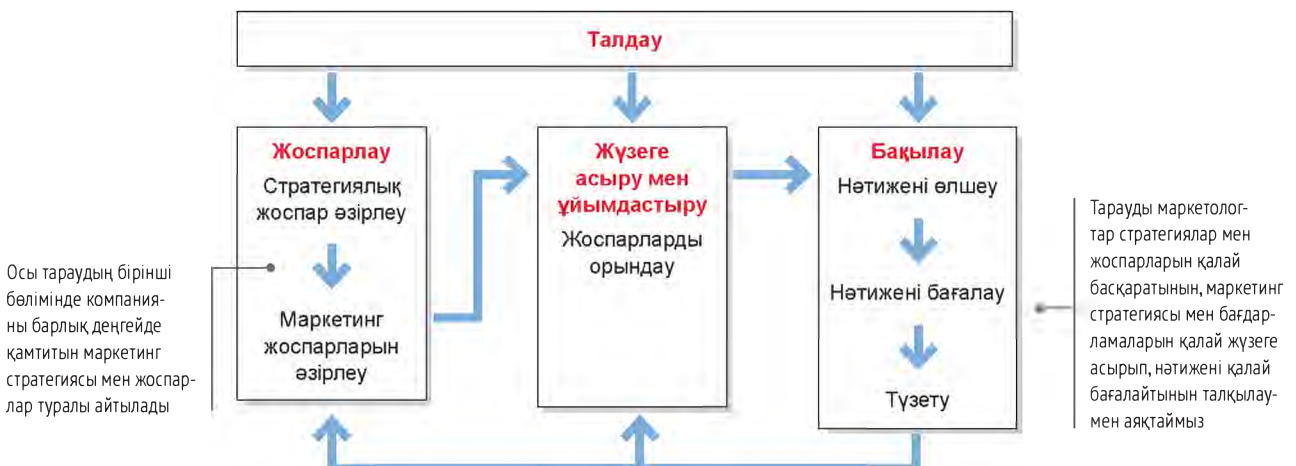 Талдау
Жоспарлау
Стратегиялық
жоспар әзірлеу
Маркетинг
жоспарларын
әзірлеу
Жүзеге
асыру мен
ұйымдастыру
Жоспарларды
орындау
Бақылау
Нәтижені өлшеу
Нәтижені бағалау
Түзету
Осы тараудың бірінші
бөлімінде компания-
ны барлық деңгейде
қамтитын маркетинг
стратегиясы мен жоспар-
лар туралы айтылады
Тарауды маркетолог-
тар стратегиялар мен
жоспарларын қалай
басқаратынын, маркетинг
стратегиясы мен бағдар-
ламаларын қалай жүзеге
асырып, нәтижені қалай
бағалайтынын талқылау-
мен аяқтаймыз